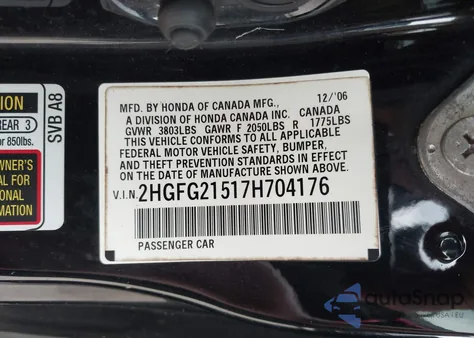 MFD. BY HONDA OF CANADA MFG., 12/'06
A DIVISION OF HONDA CANADA INC. CANADA
GVWR 3803LBS GAWR F 2050LBS R 1775LBS
THIS VEHICLE CONFORMS TO ALL APPLICABLE
FEDERAL MOTOR VEHICLE SAFETY, BUMPER,
AND THEFT PREVENTION STANDARDS IN EFFECT
ON THE DATE OF MANUFACTURE SHOWN ABOVE.
V.I.N. 2HGFG21517H704176
PASSENGER CAR
SVB A8
ION
REAR 3
r 850lbs.
WNER'S
AL FOR
IONAL
MATION
autoSnap